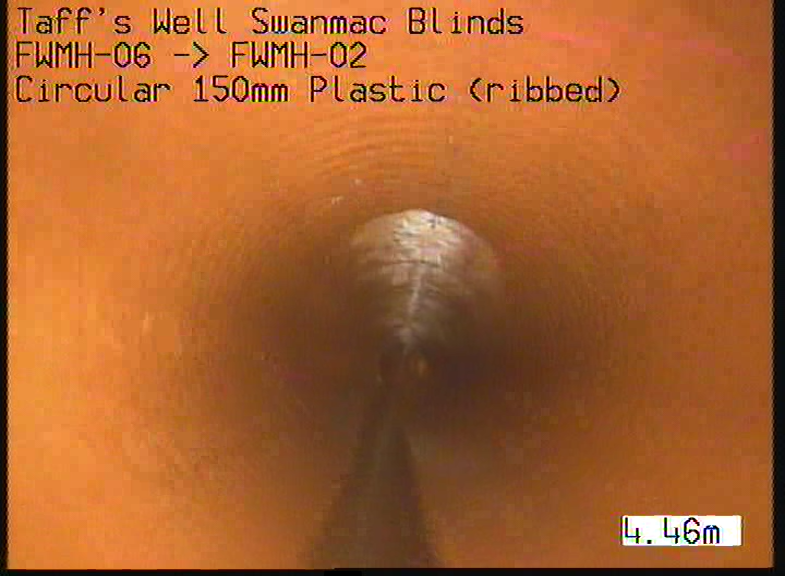 Taff's Well Swanmac Blinds
FWMH-06 -> FWMH-02
Circular 150mm Plastic (ribbed)
4.46m